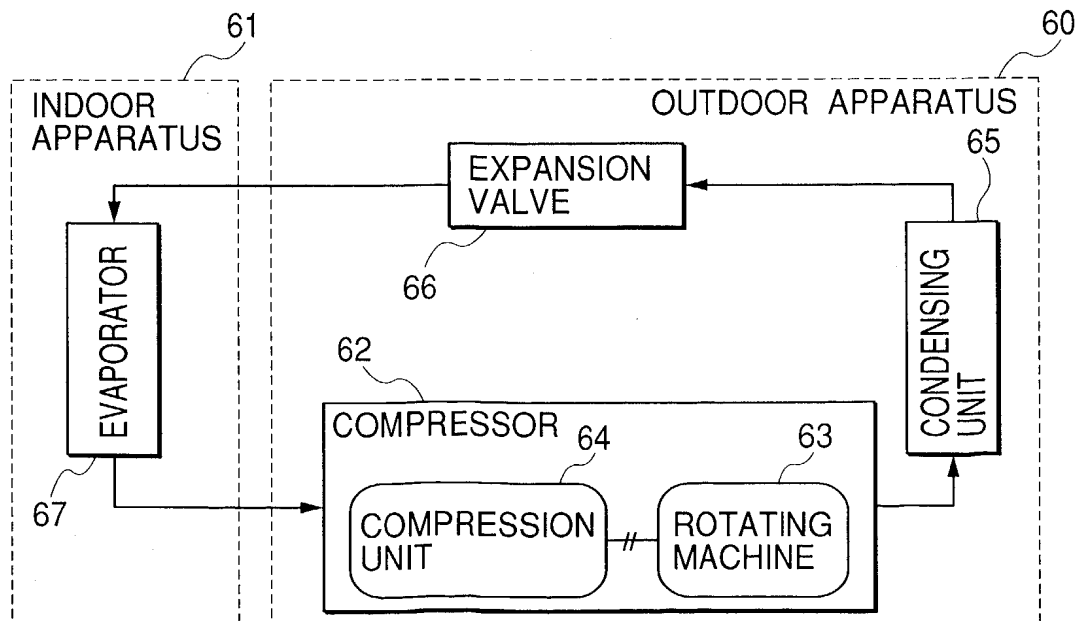 61
60
INDOOR
APPARATUS
OUTDOOR APPARATUS
65
EXPANSION
VALVE
66
EVAPORATOR
67
CONDENSING
UNIT
62
COMPRESSOR
64
63
COMPRESSION
UNIT
ROTATING
MACHINE